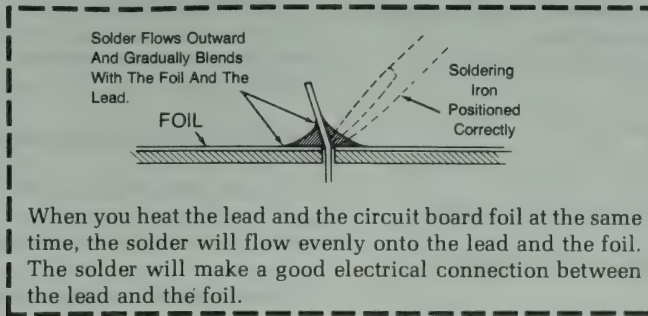 Solder Flows Outward
And Gradually Blends
With The Foil And The
Lead.
FOIL
Soldering
Iron
Positioned
Correctly
When you heat the lead and the circuit board foil at the same
time, the solder will flow evenly onto the lead and the foil.
The solder will make a good electrical connection between
the lead and the foil.